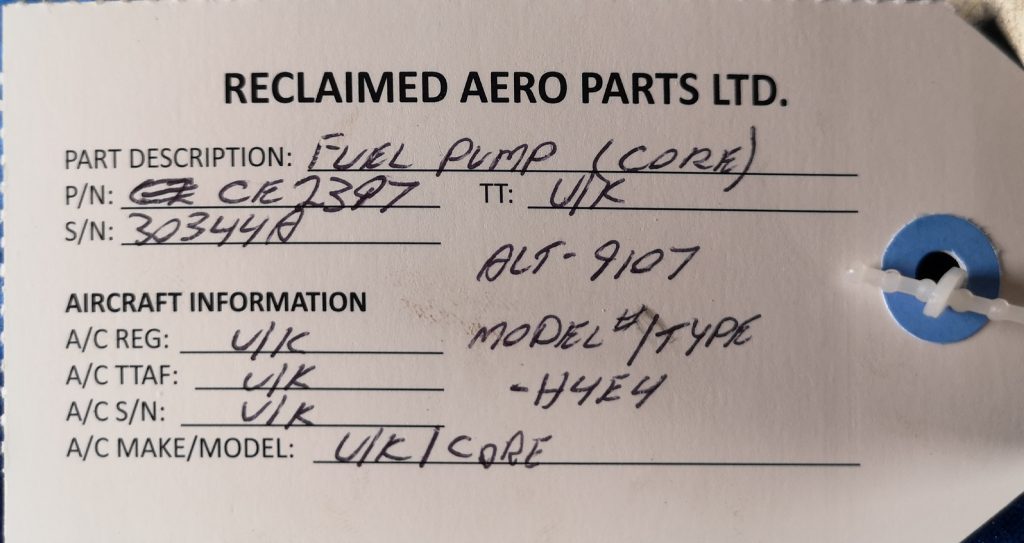 RECLAIMED AERO PARTS LTD.
PART DESCRIPTION: FUEL PUMP (CORE)
P/N: CE2397 TT: U/K
S/N: 30344A
ALT-9107
AIRCRAFT INFORMATION
A/C REG: U/K
MODEL#/TYPE
A/C TTAF: U/K
-H4E4
A/C S/N: U/K
A/C MAKE/MODEL: U/K / CORE